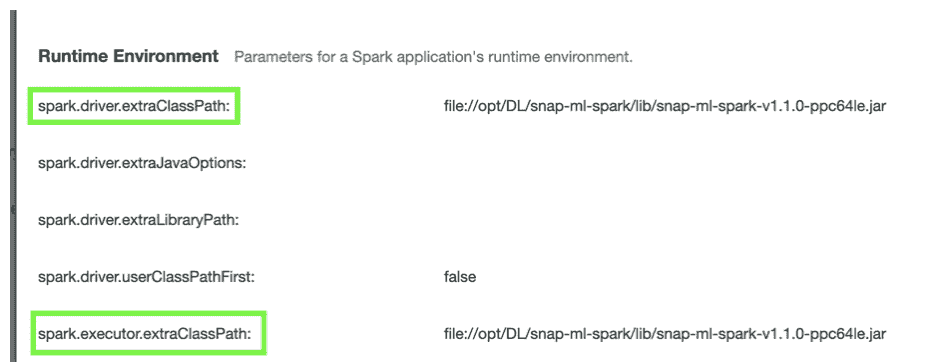 Runtime Environment Parameters for a Spark application's runtime environment.
spark.driver.extraClassPath: file://opt/DL/snap-ml-spark/lib/snap-ml-spark-v1.1.0-ppc64le.jar
spark.driver.extraJavaOptions:
spark.driver.extraLibraryPath:
spark.driver.userClassPathFirst: false
spark.executor.extraClassPath: file://opt/DL/snap-ml-spark/lib/snap-ml-spark-v1.1.0-ppc64le.jar